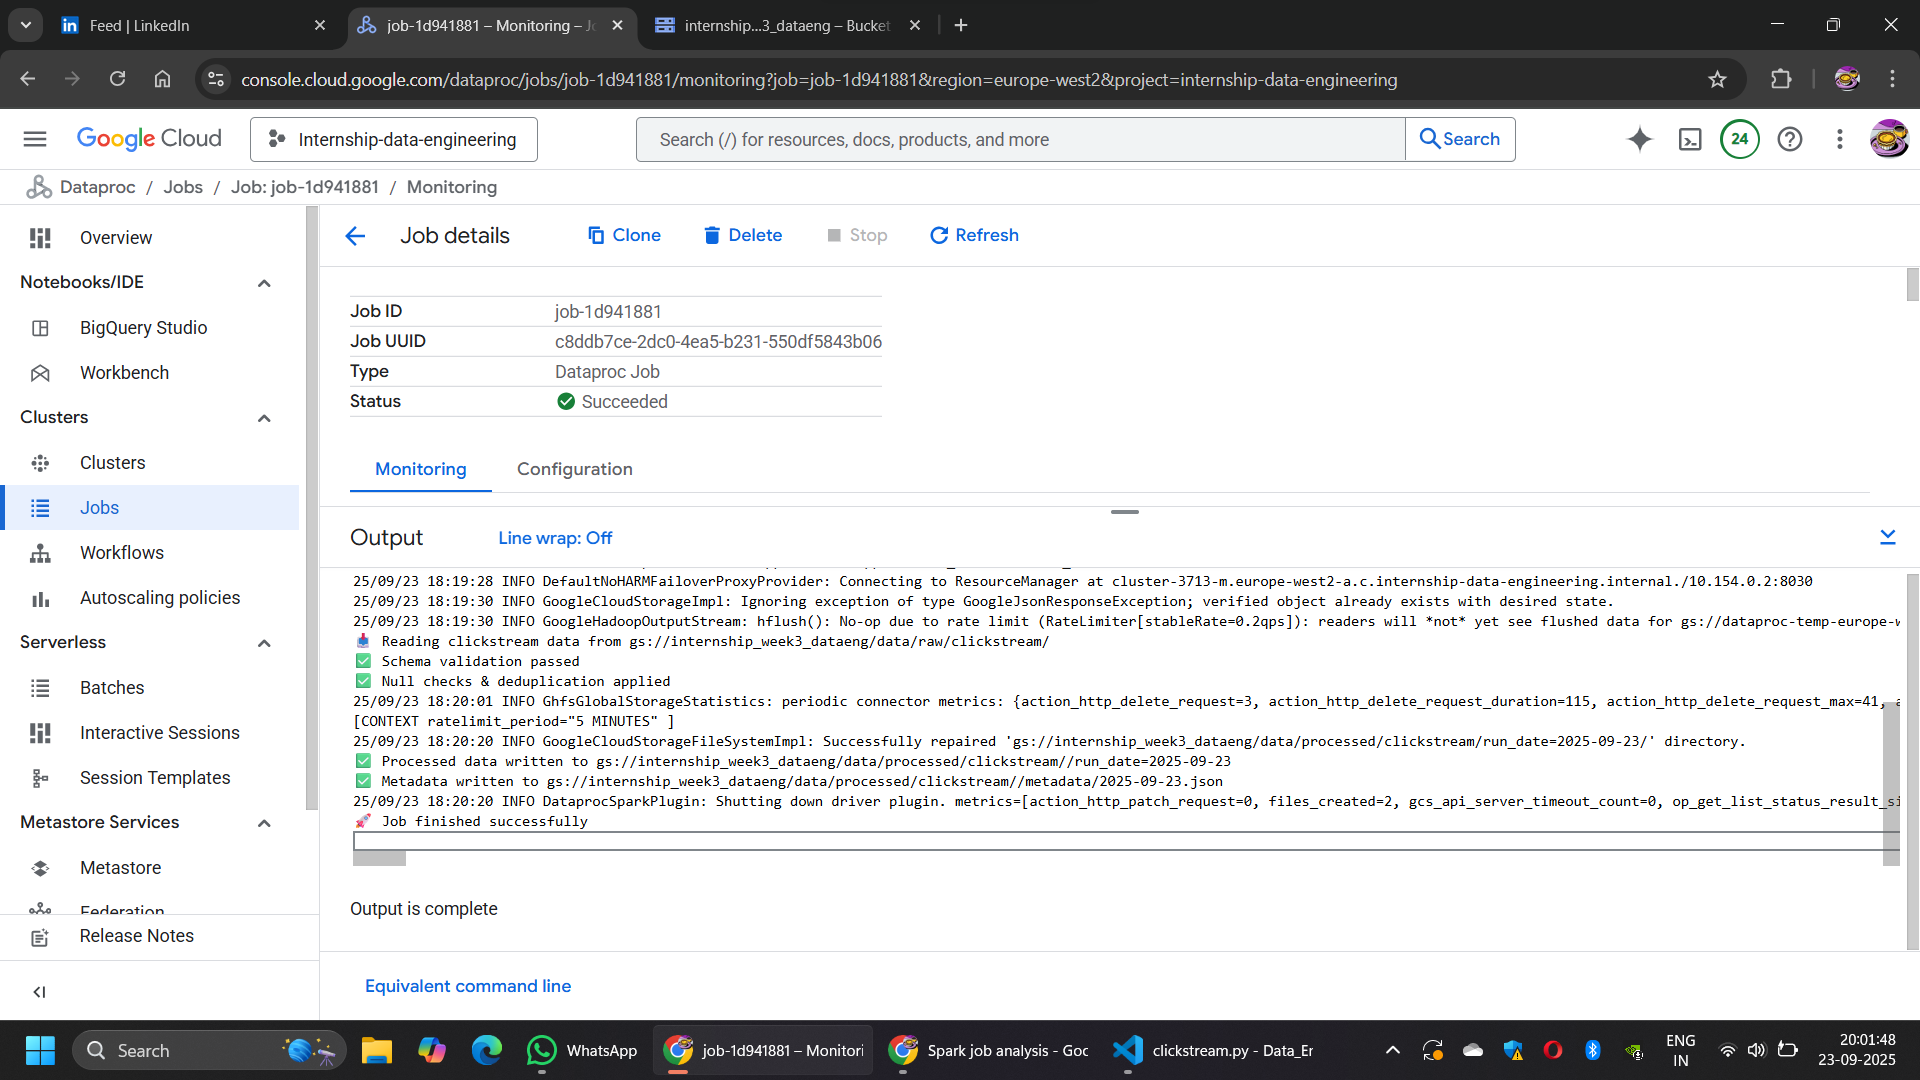 Feed | LinkedIn
job-1d941881 – Monitoring – Jo
internship...3_dataeng – Bucket
console.cloud.google.com/dataproc/jobs/job-1d941881/monitoring?job=job-1d941881&region=europe-west2&project=internship-data-engineering
Google Cloud
Internship-data-engineering
Search (/) for resources, docs, products, and more
Search
24
Dataproc / Jobs / Job: job-1d941881 / Monitoring
Overview
Notebooks/IDE
BigQuery Studio
Workbench
Clusters
Clusters
Jobs
Workflows
Autoscaling policies
Serverless
Batches
Interactive Sessions
Session Templates
Metastore Services
Metastore
Federation
Release Notes
Job details
Clone
Delete
Stop
Refresh
Job ID job-1d941881
Job UUID c8ddb7ce-2dc0-4ea5-b231-550df5843b06
Type Dataproc Job
Status Succeeded
Monitoring
Configuration
Output
Line wrap: Off
25/09/23 18:19:28 INFO DefaultNoHARMFailoverProxyProvider: Connecting to ResourceManager at cluster-3713-m.europe-west2-a.c.internship-data-engineering.internal./10.154.0.2:8030
25/09/23 18:19:30 INFO GoogleCloudStorageImpl: Ignoring exception of type GoogleJsonResponseException; verified object already exists with desired state.
25/09/23 18:19:30 INFO GoogleHadoopOutputStream: hflush(): No-op due to rate limit (RateLimiter[stableRate=0.2qps]): readers will *not* yet see flushed data for gs://dataproc-temp-europe-w
📥 Reading clickstream data from gs://internship_week3_dataeng/data/raw/clickstream/
✅ Schema validation passed
✅ Null checks & deduplication applied
25/09/23 18:20:01 INFO GhfsGlobalStorageStatistics: periodic connector metrics: {action_http_delete_request=3, action_http_delete_request_duration=115, action_http_delete_request_max=41, a
[CONTEXT ratelimit_period="5 MINUTES" ]
25/09/23 18:20:20 INFO GoogleCloudStorageFileSystemImpl: Successfully repaired 'gs://internship_week3_dataeng/data/processed/clickstream/run_date=2025-09-23/' directory.
✅ Processed data written to gs://internship_week3_dataeng/data/processed/clickstream//run_date=2025-09-23
✅ Metadata written to gs://internship_week3_dataeng/data/processed/clickstream//metadata/2025-09-23.json
25/09/23 18:20:20 INFO DataprocSparkPlugin: Shutting down driver plugin. metrics=[action_http_patch_request=0, files_created=2, gcs_api_server_timeout_count=0, op_get_list_status_result_si
🚀 Job finished successfully
Output is complete
Equivalent command line
Search
WhatsApp
job-1d941881 – Monitori
Spark job analysis - Goo
clickstream.py - Data_Er
ENG
IN
20:01:48
23-09-2025